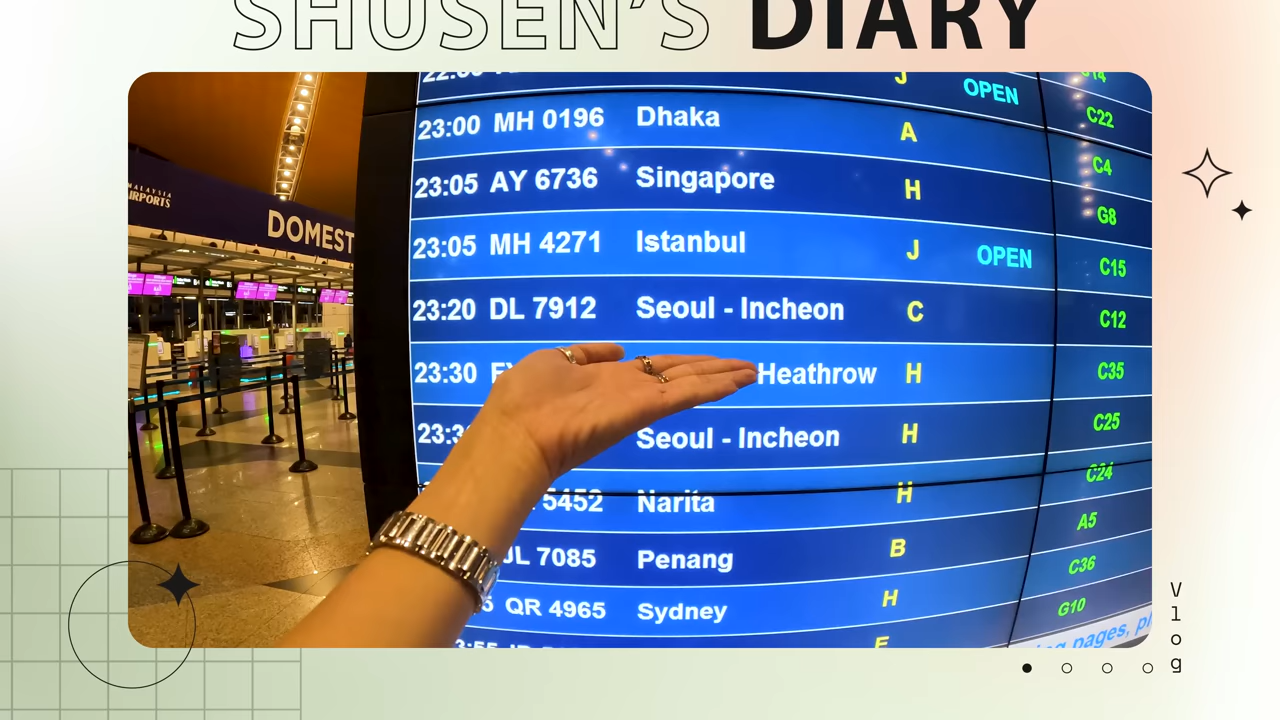 SHUSEN'S DIARY
J OPEN
23:00 MH 0196 Dhaka A C22
23:05 AY 6736 Singapore H C4
G8
23:05 MH 4271 Istanbul J OPEN C15
23:20 DL 7912 Seoul - Incheon C C12
23:30 Heathrow H C35
Seoul - Incheon H C25
5452 Narita H C24
JL 7085 Penang B A5
QR 4965 Sydney H C36
G10
pages,
MALAYSIA
AIRPORTS
DOMEST
Vlog